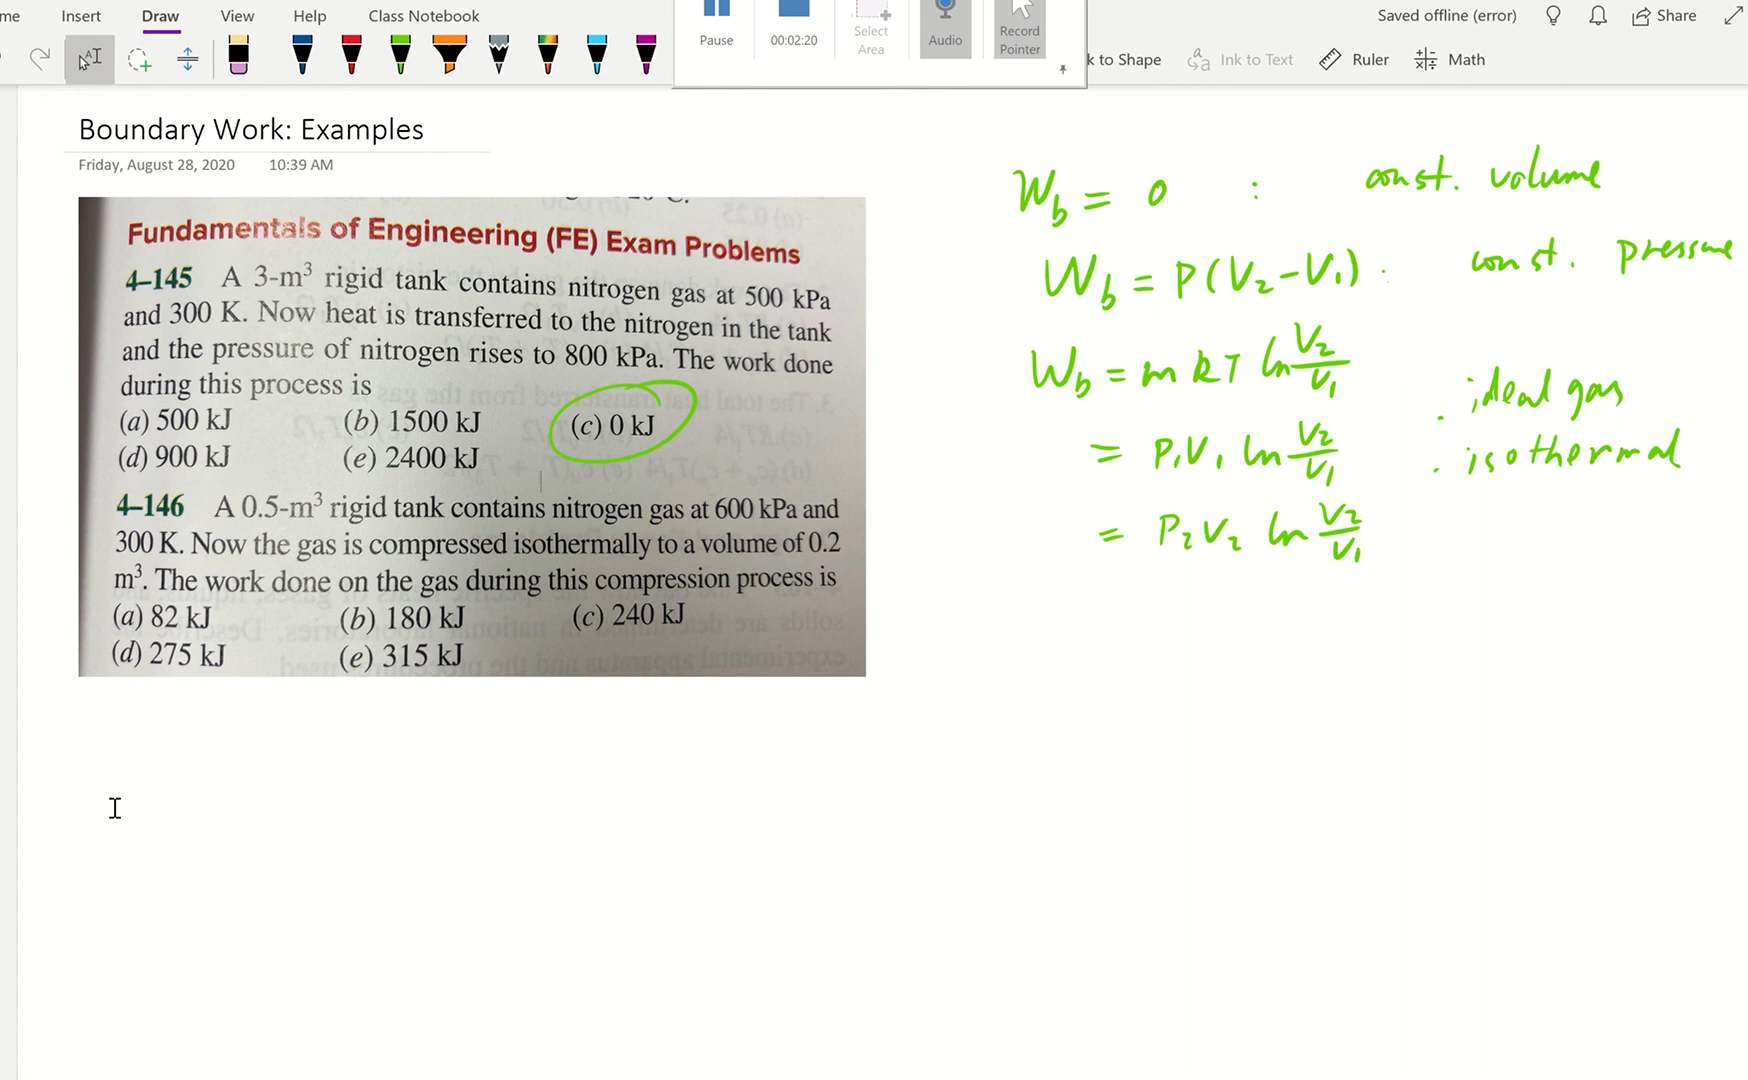 Insert Draw View Help Class Notebook
Pause 00:02:20 Select Area Audio Record Pointer
Saved offline (error) Share
k to Shape Ink to Text Ruler Math
Boundary Work: Examples
Friday, August 28, 2020 10:39 AM
Fundamentals of Engineering (FE) Exam Problems
4–145 A 3-m³ rigid tank contains nitrogen gas at 500 kPa
and 300 K. Now heat is transferred to the nitrogen in the tank
and the pressure of nitrogen rises to 800 kPa. The work done
during this process is
(a) 500 kJ (b) 1500 kJ (c) 0 kJ
(d) 900 kJ (e) 2400 kJ
4–146 A 0.5-m³ rigid tank contains nitrogen gas at 600 kPa and
300 K. Now the gas is compressed isothermally to a volume of 0.2
m³. The work done on the gas during this compression process is
(a) 82 kJ (b) 180 kJ (c) 240 kJ
(d) 275 kJ (e) 315 kJ
W_b = 0 : const. volume
W_b = P(V₂-V₁). const. pressure
W_b = m R T ln V₂/V₁
. ideal gas
= P₁V₁ ln V₂/V₁
. isothermal
= P₂V₂ ln V₂/V₁